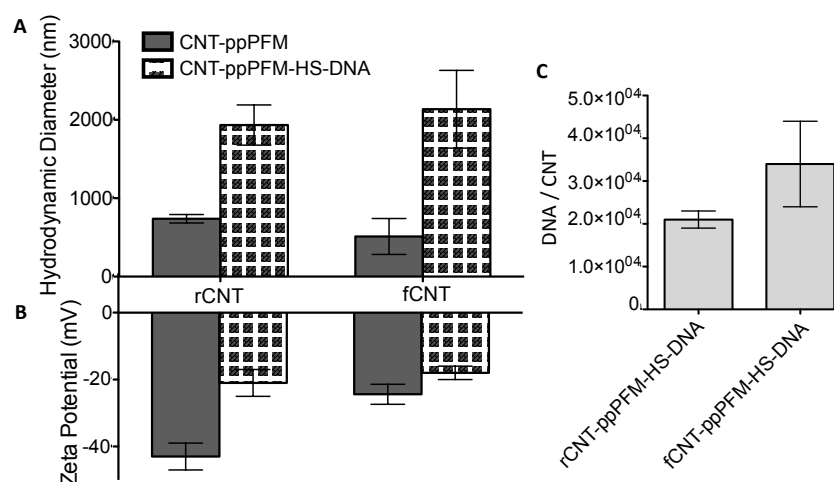 A
Hydrodynamic Diameter (nm)
3000
2000
1000
0
CNT-ppPFM
CNT-ppPFM-HS-DNA
rCNT
fCNT
B
Zeta Potential (mV)
0
-20
-40
C
DNA / CNT
5.0×10⁰⁴
4.0×10⁰⁴
3.0×10⁰⁴
2.0×10⁰⁴
1.0×10⁰⁴
0
rCNT-ppPFM-HS-DNA
fCNT-ppPFM-HS-DNA